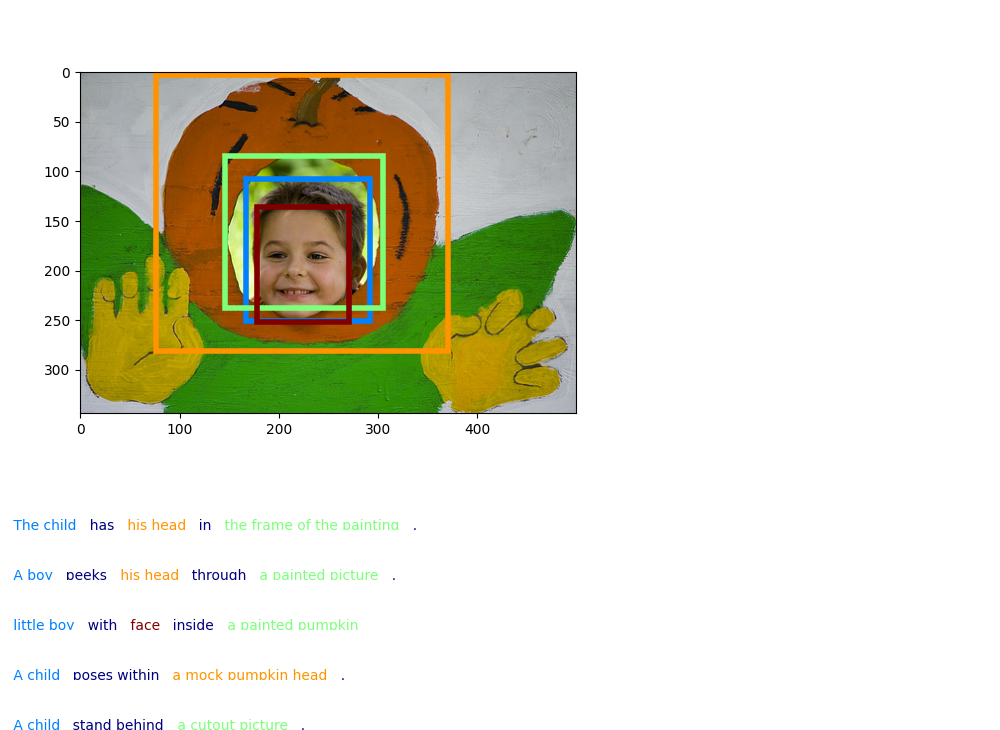 0
50
100
150
200
250
300
0 100 200 300 400
The child has his head in the frame of the painting .
A boy peeks his head through a painted picture .
little boy with face inside a painted pumpkin
A child poses within a mock pumpkin head .
A child stand behind a cutout picture .